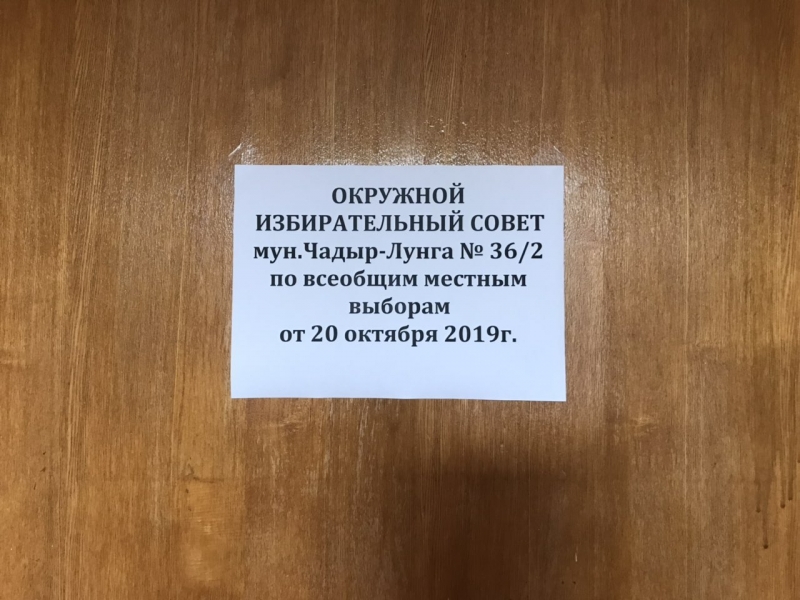 ОКРУЖНОЙ
ИЗБИРАТЕЛЬНЫЙ СОВЕТ
мун.Чадыр-Лунга № 36/2
по всеобщим местным
выборам
от 20 октября 2019г.